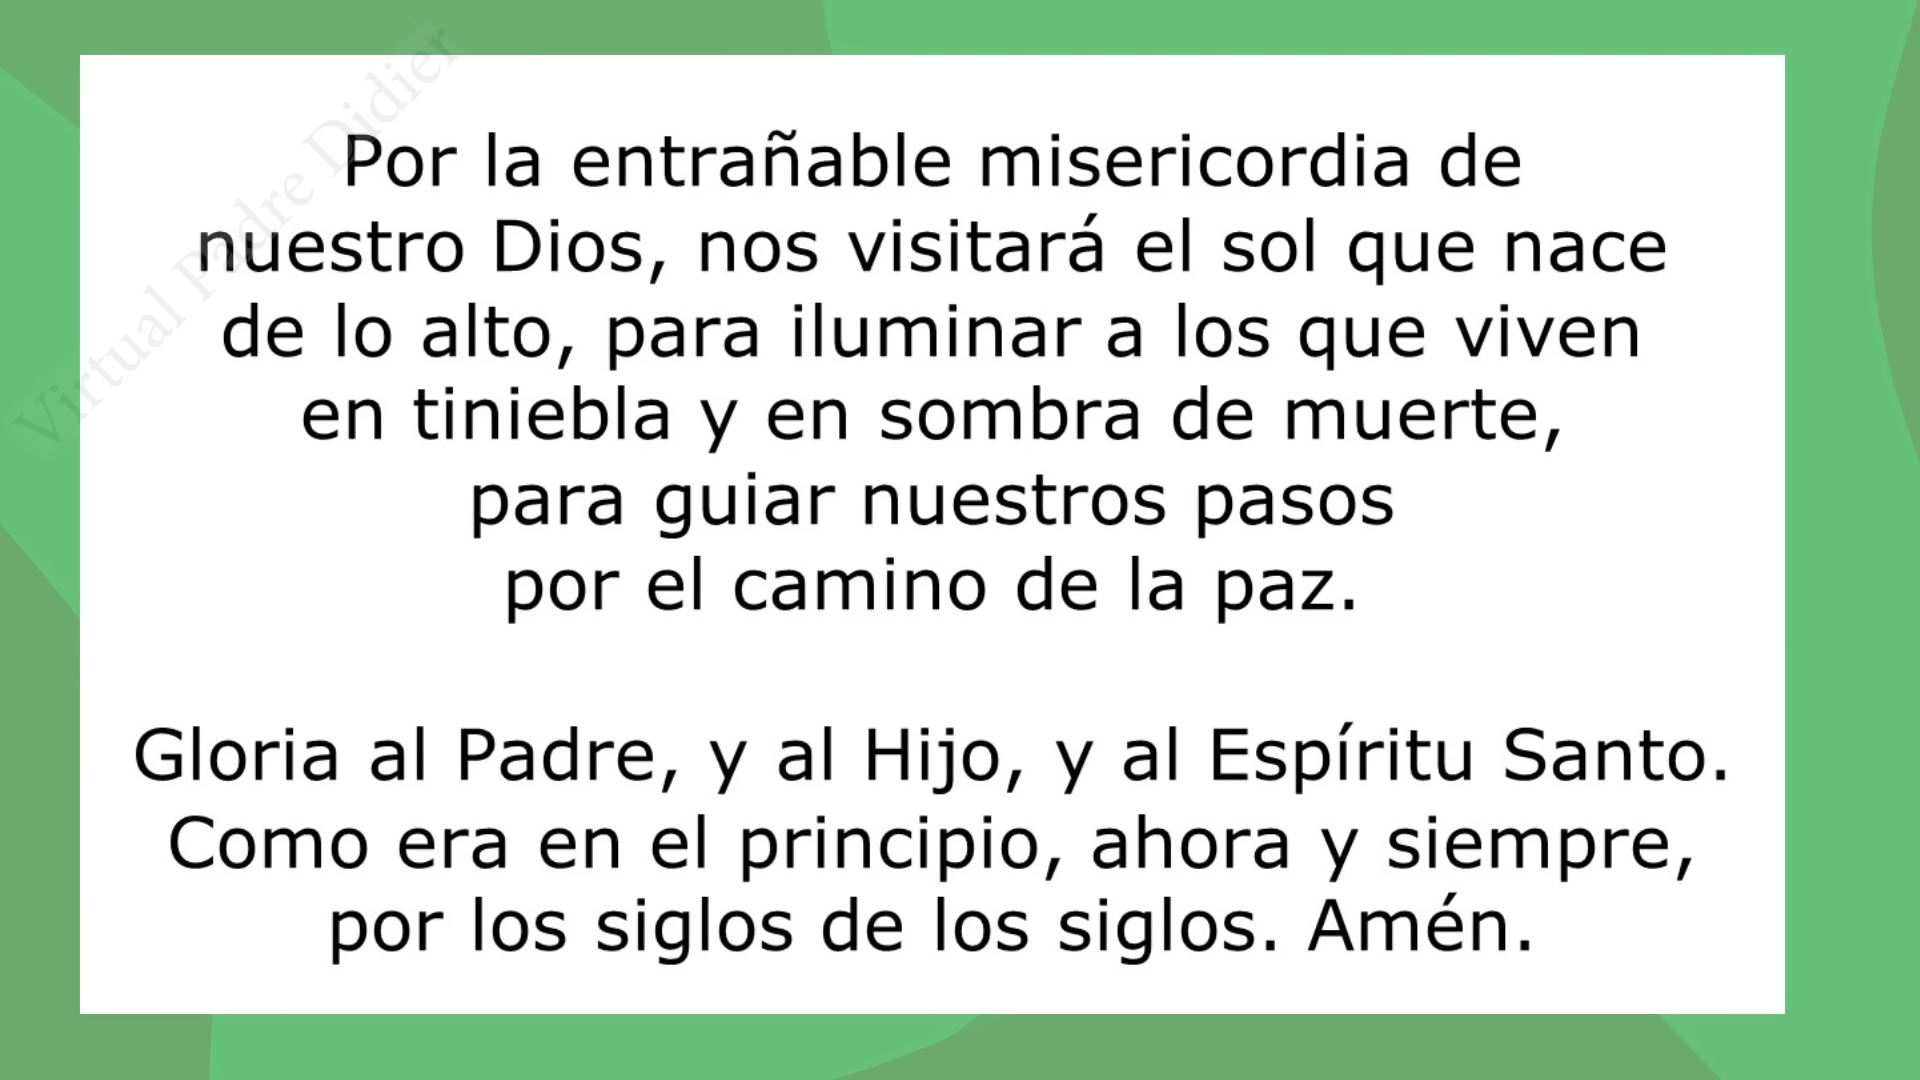 Virtual Padre Didier
Por la entrañable misericordia de
nuestro Dios, nos visitará el sol que nace
de lo alto, para iluminar a los que viven
en tiniebla y en sombra de muerte,
para guiar nuestros pasos
por el camino de la paz.
Gloria al Padre, y al Hijo, y al Espíritu Santo.
Como era en el principio, ahora y siempre,
por los siglos de los siglos. Amén.